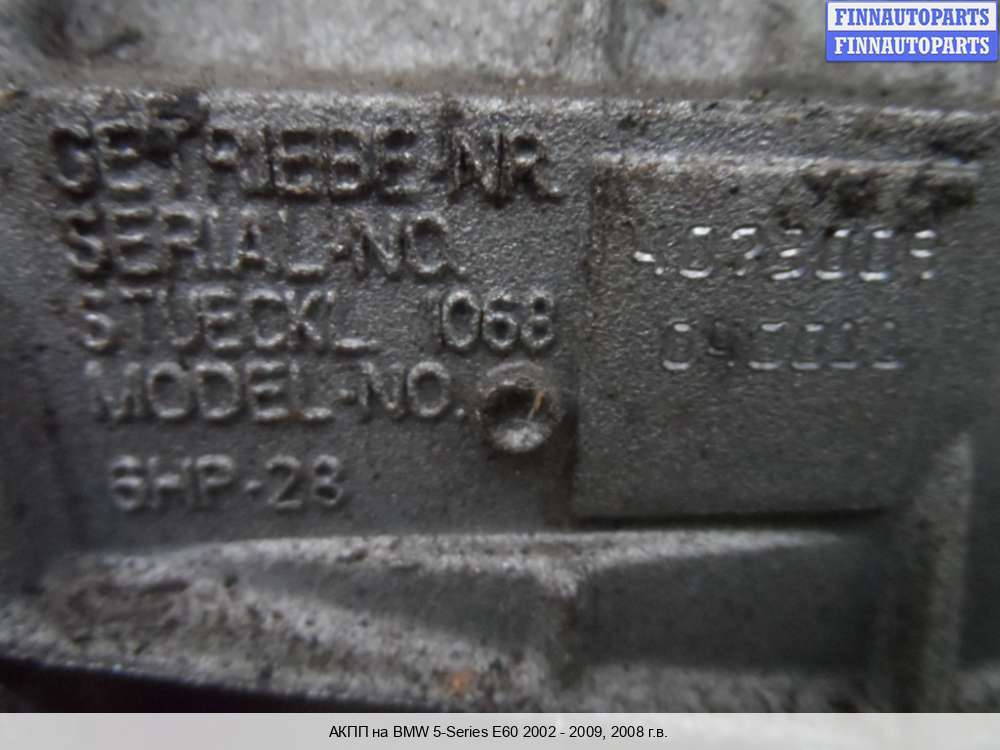 FINNAUTOPARTS
FINNAUTOPARTS
GETRIEBE-NR.
SERIAL-NO.
STUECKL. 1068
MODEL-NO.
6HP-28
АКПП на BMW 5-Series E60 2002 - 2009, 2008 г.в.